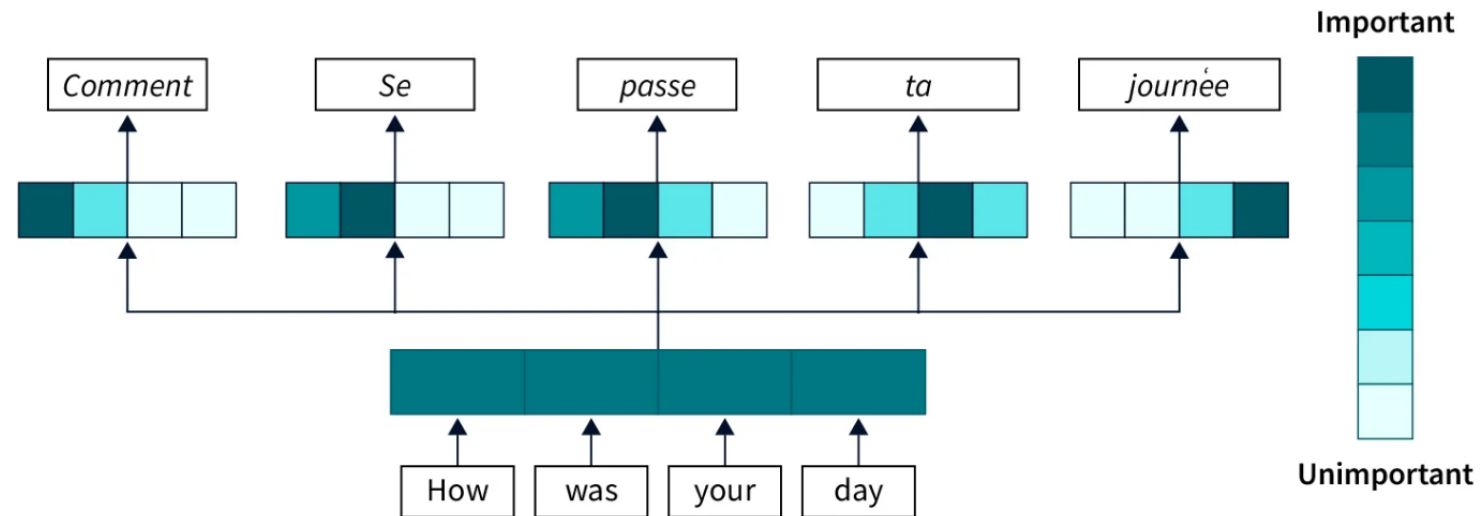 Important
Comment
Se
passe
ta
journée
How
was
your
day
Unimportant